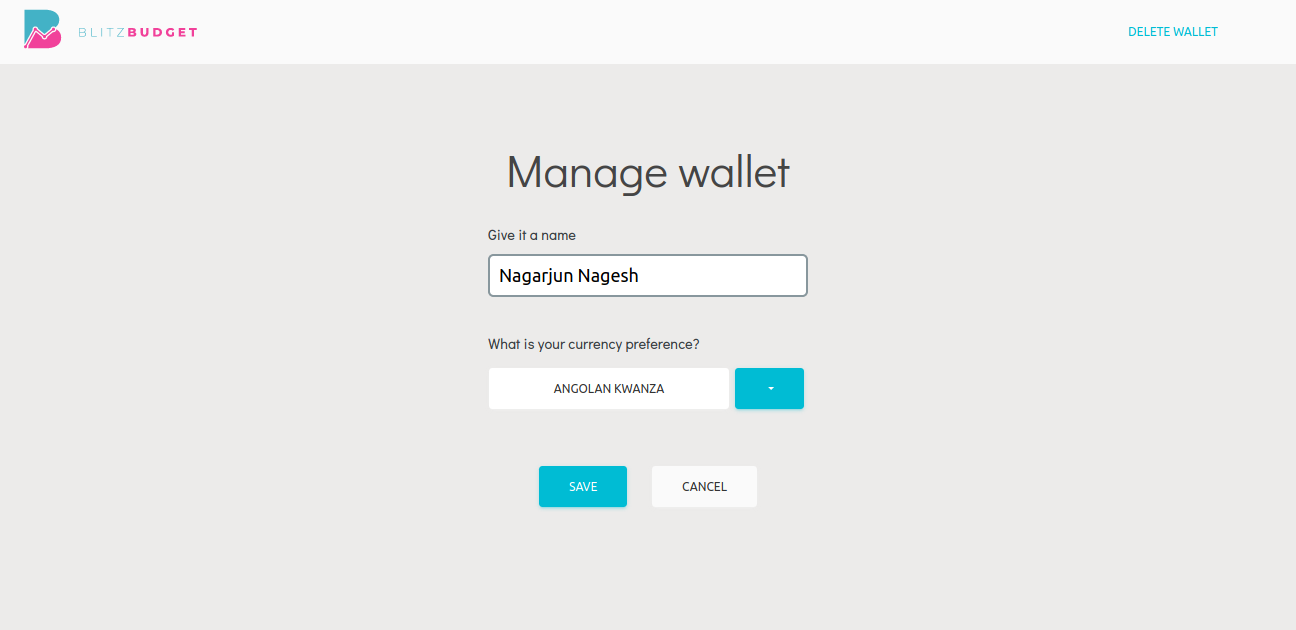 BLITZBUDGET
DELETE WALLET
Manage wallet
Give it a name
Nagarjun Nagesh
What is your currency preference?
ANGOLAN KWANZA
SAVE CANCEL